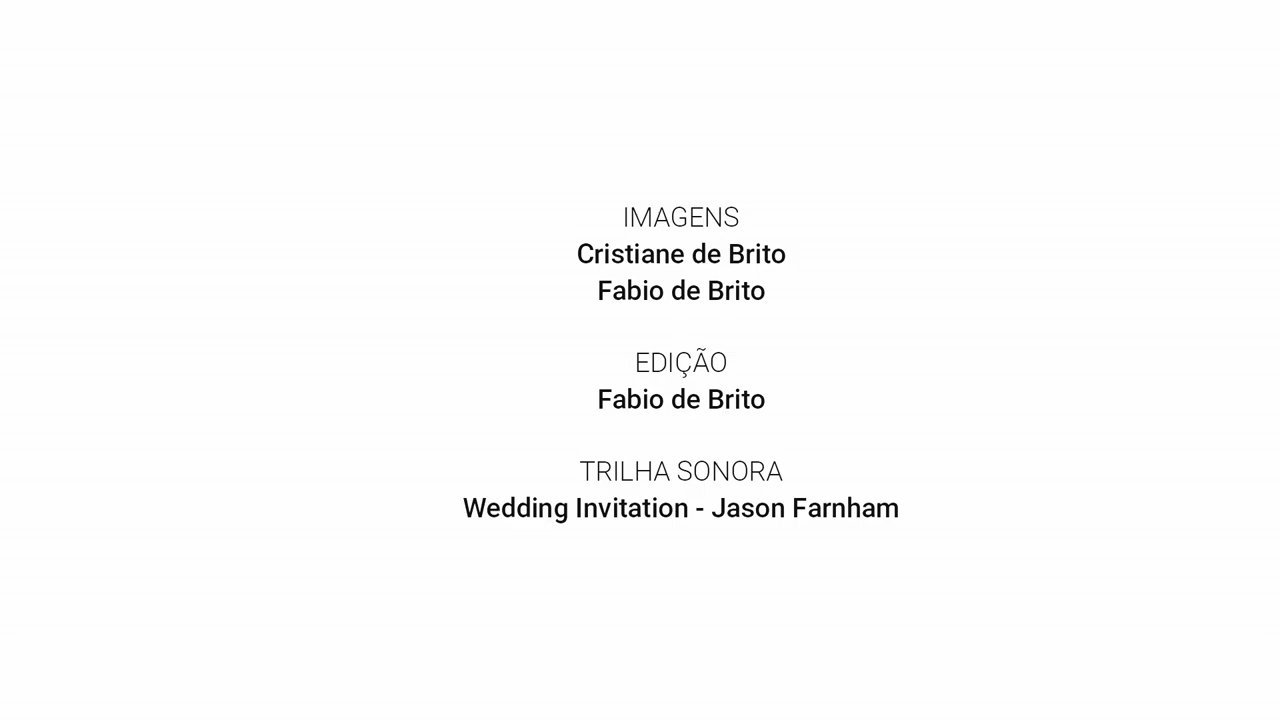 IMAGENS
Cristiane de Brito
Fabio de Brito
EDIÇÃO
Fabio de Brito
TRILHA SONORA
Wedding Invitation - Jason Farnham